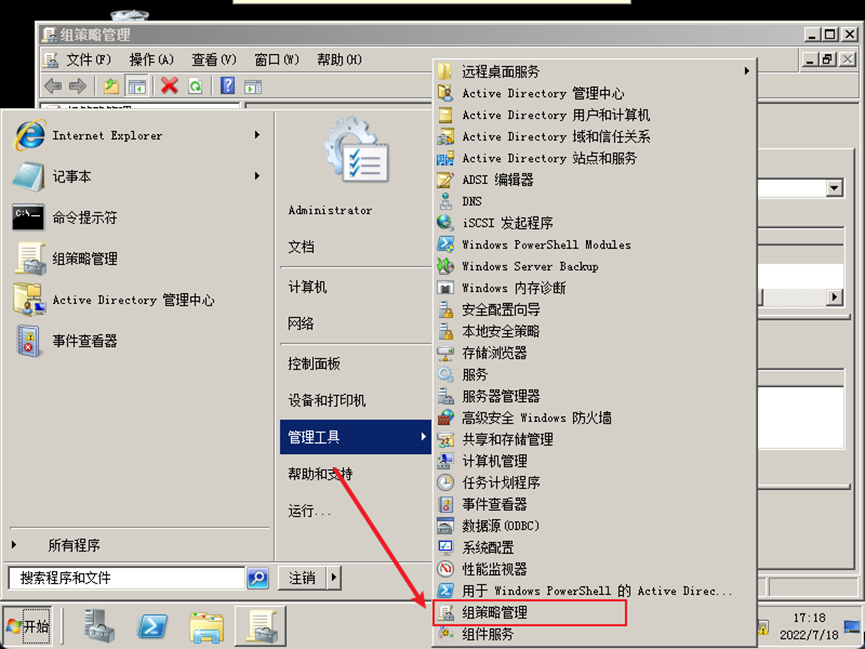 组策略管理
文件(F) 操作(A) 查看(V) 窗口(W) 帮助(H)
Internet Explorer
记事本
C:\
命令提示符
组策略管理
Active Directory 管理中心
事件查看器
所有程序
搜索程序和文件
Administrator
文档
计算机
网络
控制面板
设备和打印机
管理工具
帮助和支持
运行...
注销
远程桌面服务
Active Directory 管理中心
Active Directory 用户和计算机
Active Directory 域和信任关系
Active Directory 站点和服务
ADSI 编辑器
DNS
iSCSI 发起程序
Windows PowerShell Modules
Windows Server Backup
Windows 内存诊断
安全配置向导
本地安全策略
存储浏览器
服务
服务器管理器
高级安全 Windows 防火墙
共享和存储管理
计算机管理
任务计划程序
事件查看器
数据源(ODBC)
系统配置
性能监视器
用于 Windows PowerShell 的 Active Direc...
组策略管理
组件服务
开始
17:18
2022/7/18